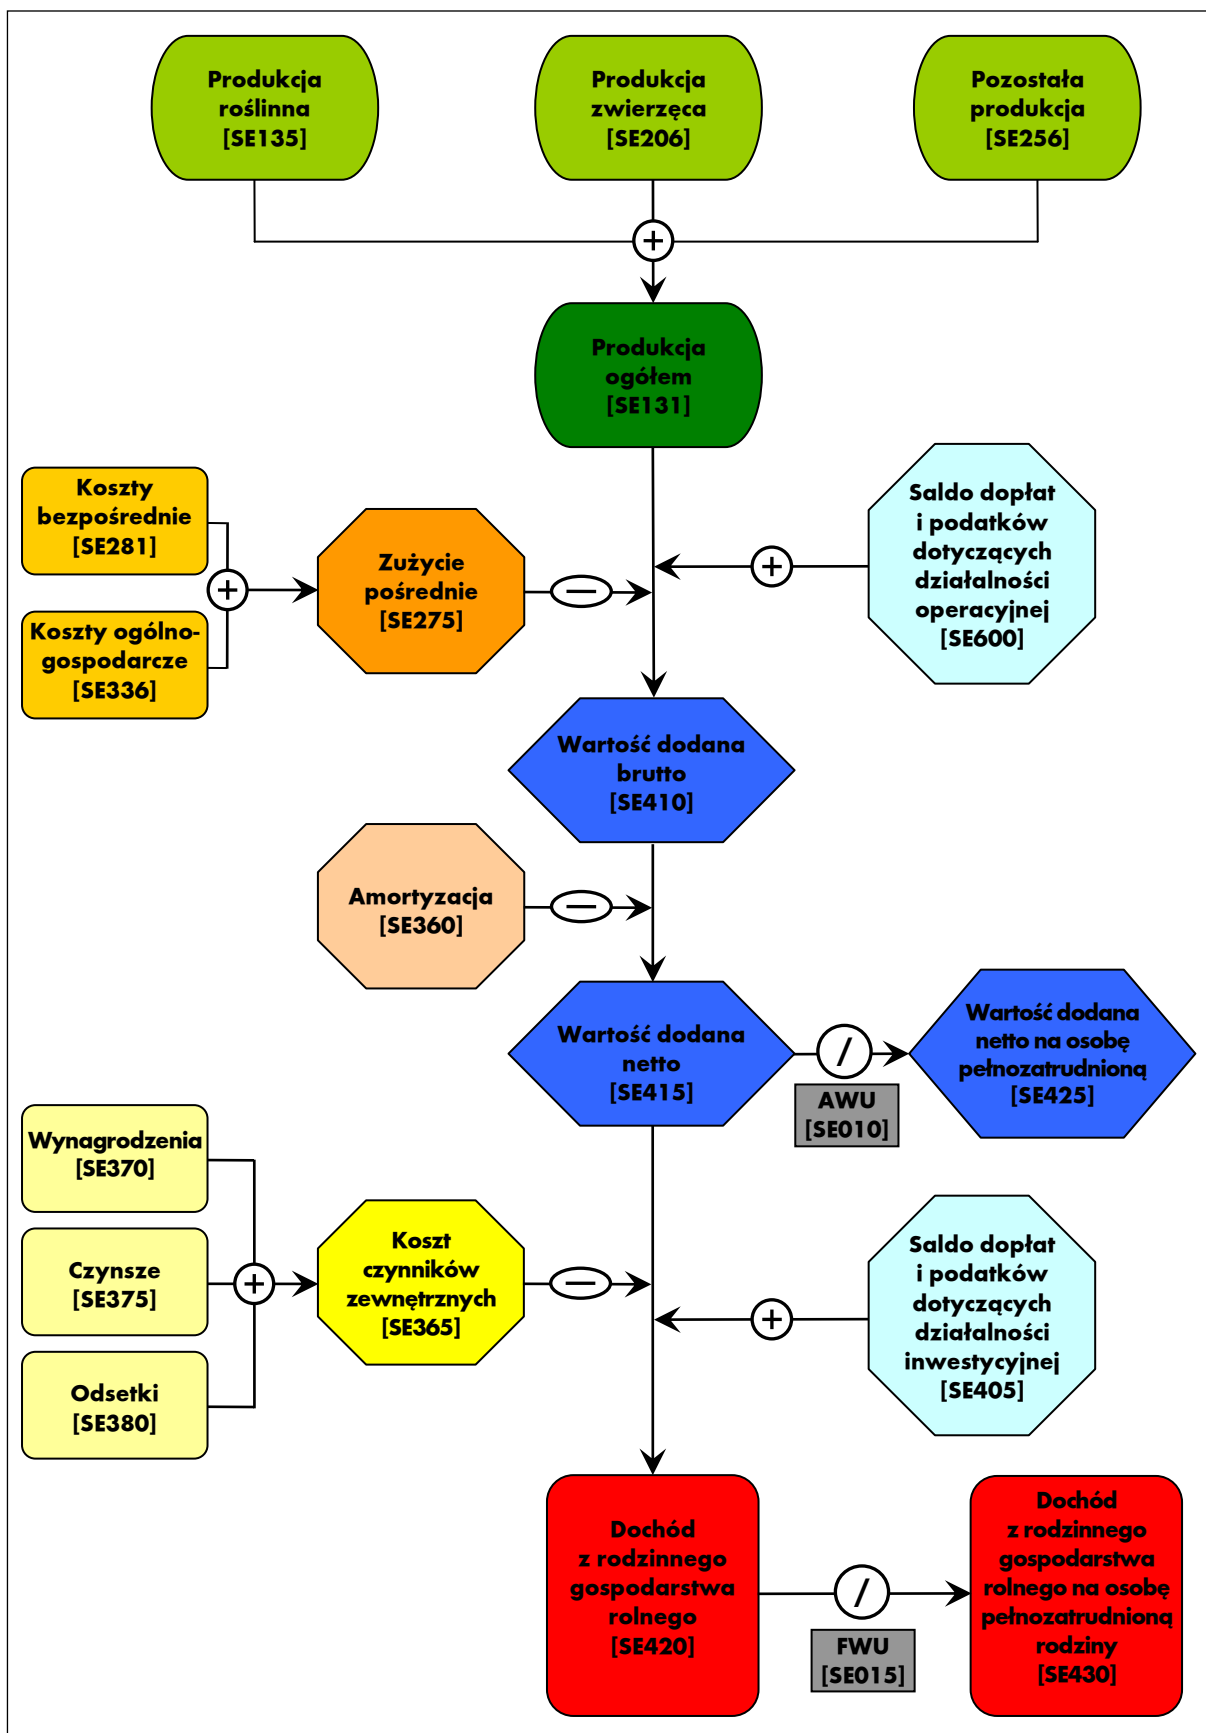 Produkcja
roślinna
[SE135]
Produkcja
zwierzęca
[SE206]
Pozostała
produkcja
[SE256]
+
Produkcja
ogółem
[SE131]
Koszty
bezpośrednie
[SE281]
+
Koszty ogólno-
gospodarcze
[SE336]
Zużycie
pośrednie
[SE275]
−
+
Saldo dopłat
i podatków
dotyczących
działalności
operacyjnej
[SE600]
Wartość dodana
brutto
[SE410]
Amortyzacja
[SE360]
−
Wartość dodana
netto
[SE415]
/
AWU
[SE010]
Wartość dodana
netto na osobę
pełnozatrudnioną
[SE425]
Wynagrodzenia
[SE370]
Czynsze
[SE375]
+
Odsetki
[SE380]
Koszt
czynników
zewnętrznych
[SE365]
−
+
Saldo dopłat
i podatków
dotyczących
działalności
inwestycyjnej
[SE405]
Dochód
z rodzinnego
gospodarstwa
rolnego
[SE420]
/
FWU
[SE015]
Dochód
z rodzinnego
gospodarstwa
rolnego na osobę
pełnozatrudnioną
rodziny
[SE430]